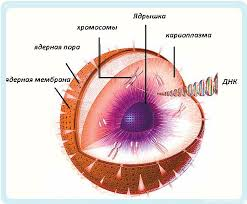 Ядрышко
хромосомы
кариоплазма
ядерная пора
ядерная мембрана
ДНК